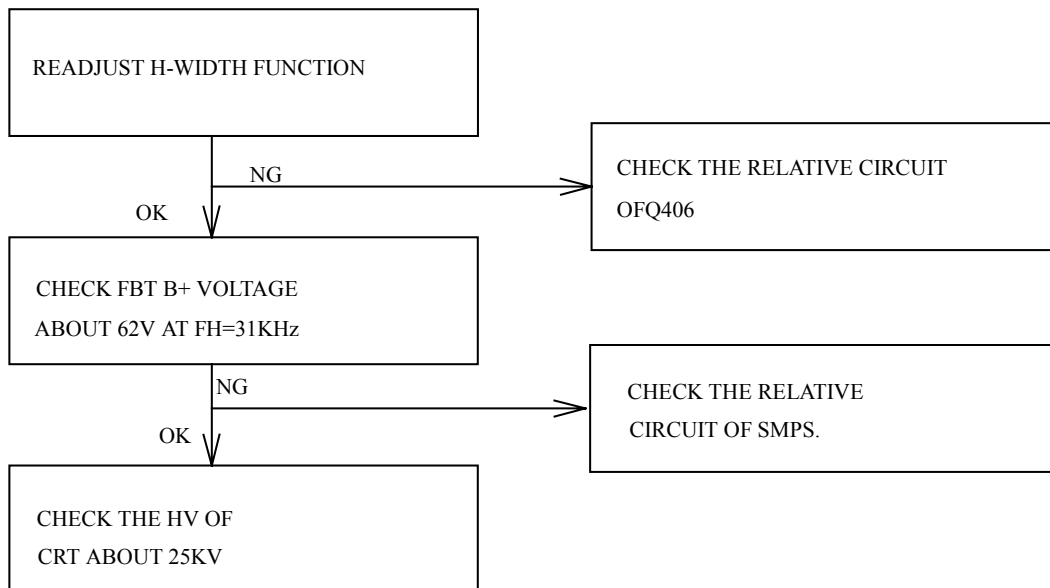 READJUST H-WIDTH FUNCTION
NG
CHECK THE RELATIVE CIRCUIT
OFQ406
OK
CHECK FBT B+ VOLTAGE
ABOUT 62V AT FH=31KHz
NG
CHECK THE RELATIVE
CIRCUIT OF SMPS.
OK
CHECK THE HV OF
CRT ABOUT 25KV